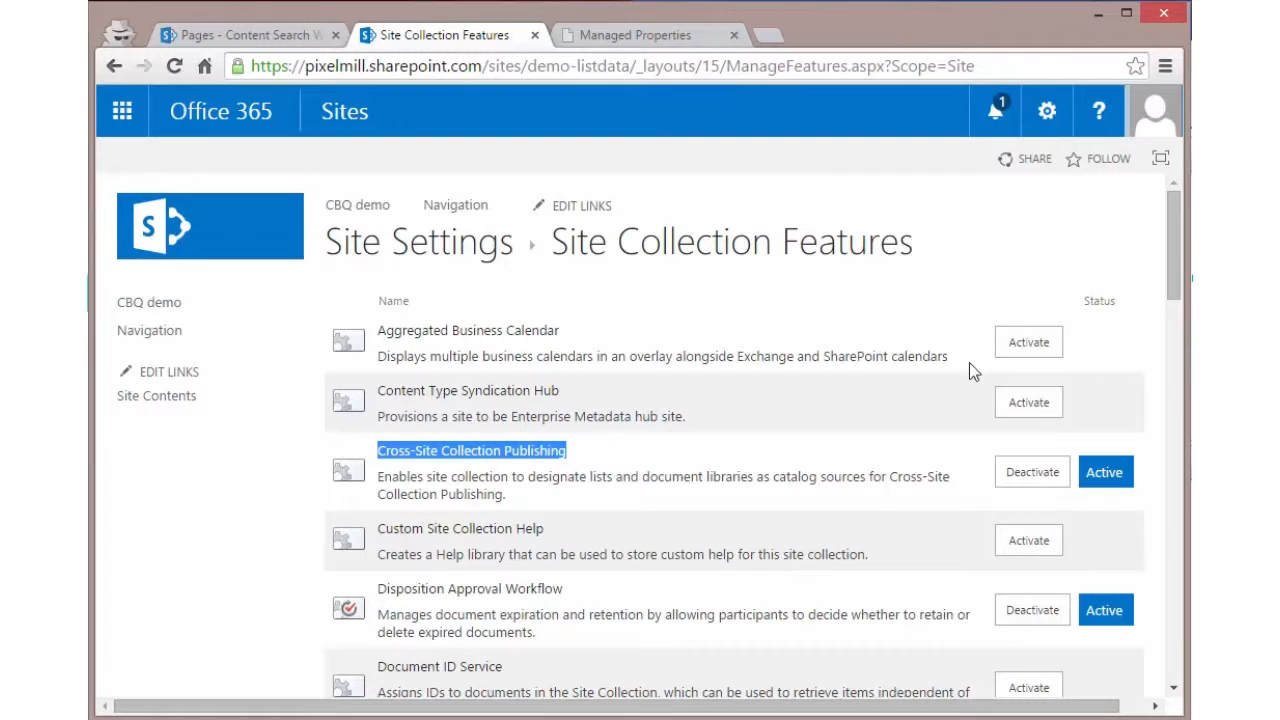 Pages - Content Search W
Site Collection Features
Managed Properties
https://pixelmill.sharepoint.com/sites/demo-listdata/_layouts/15/ManageFeatures.aspx?Scope=Site
Office 365
Sites
1
?
SHARE
FOLLOW
S
CBQ demo
Navigation
EDIT LINKS
Site Settings
Site Collection Features
CBQ demo
Navigation
EDIT LINKS
Site Contents
Name
Status
Aggregated Business Calendar
Displays multiple business calendars in an overlay alongside Exchange and SharePoint calendars
Activate
Content Type Syndication Hub
Provisions a site to be Enterprise Metadata hub site.
Activate
Cross-Site Collection Publishing
Enables site collection to designate lists and document libraries as catalog sources for Cross-Site
Collection Publishing.
Deactivate
Active
Custom Site Collection Help
Creates a Help library that can be used to store custom help for this site collection.
Activate
Disposition Approval Workflow
Manages document expiration and retention by allowing participants to decide whether to retain or
delete expired documents.
Deactivate
Active
Document ID Service
Assigns IDs to documents in the Site Collection, which can be used to retrieve items independent of
Activate